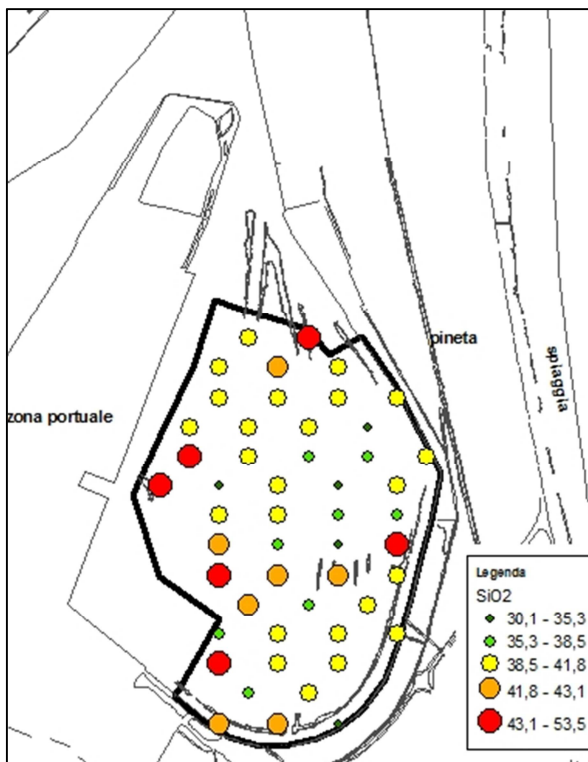 pineta
spiaggia
zona portuale
Legenda
SiO2
30,1 - 35,3
35,3 - 38,5
38,5 - 41,8
41,8 - 43,1
43,1 - 53,5